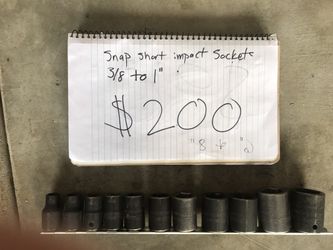 Snap short impact Sockets
3/8" to 1"
$200